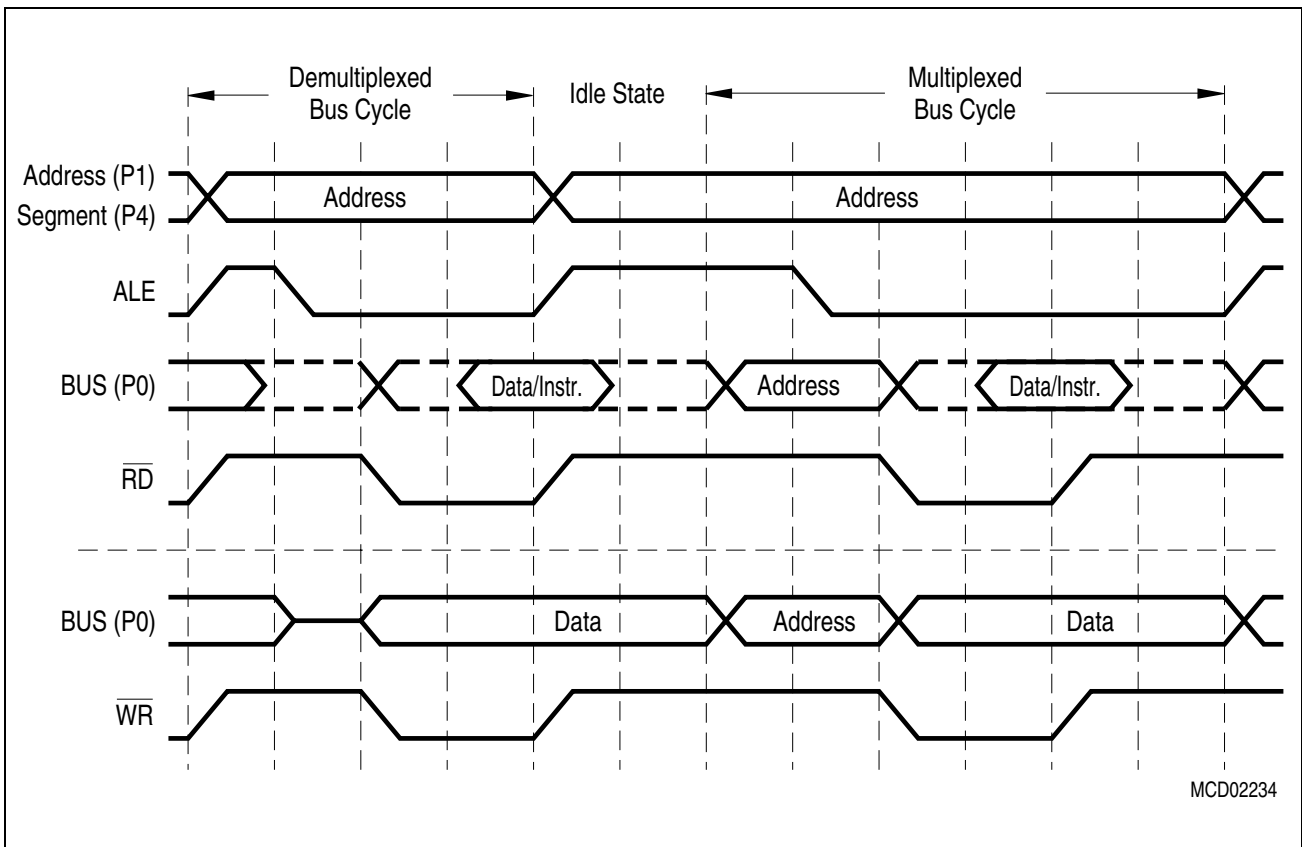 Demultiplexed
Bus Cycle
Idle State
Multiplexed
Bus Cycle
Address (P1)
Segment (P4)
Address
Address
ALE
BUS (P0)
Data/Instr.
Address
Data/Instr.
RD
BUS (P0)
Data
Address
Data
WR
MCD02234